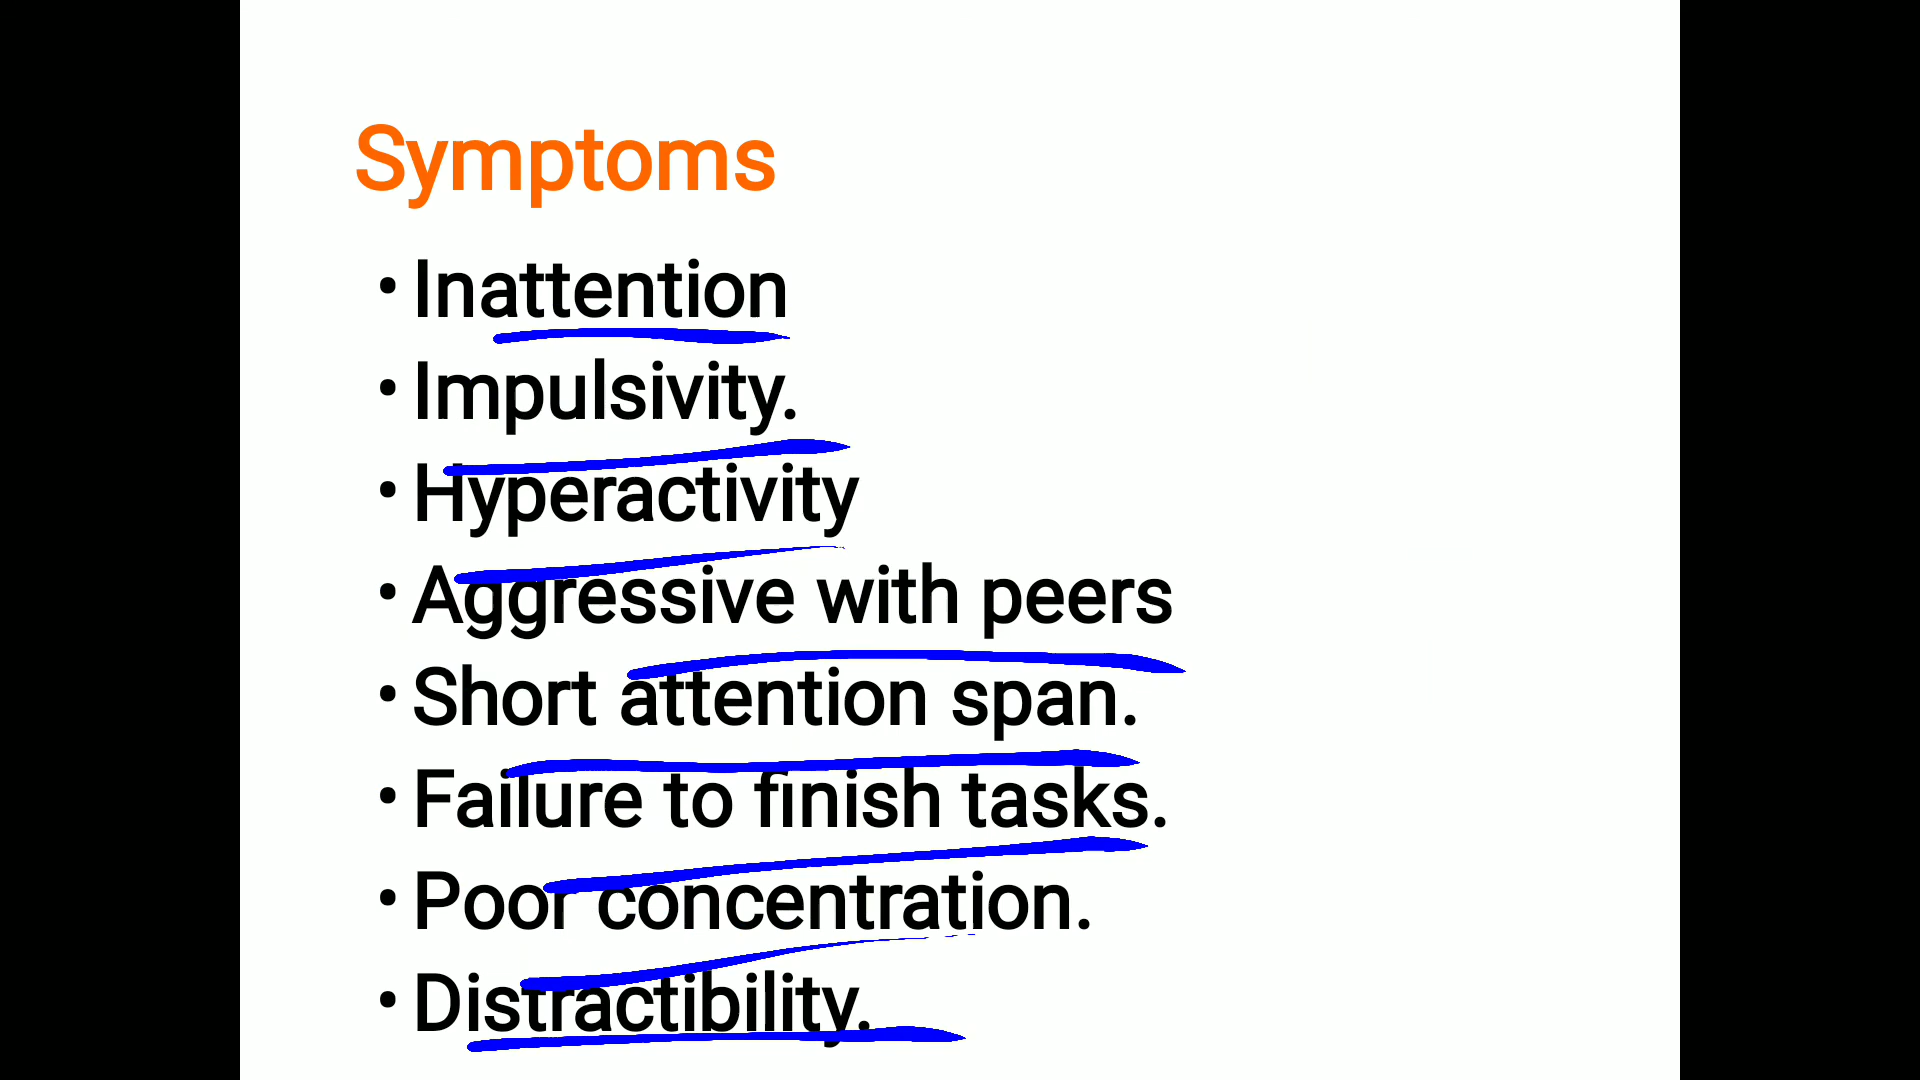 Symptoms
• Inattention
• Impulsivity.
• Hyperactivity
• Aggressive with peers
• Short attention span.
• Failure to finish tasks.
• Poor concentration.
• Distractibility.